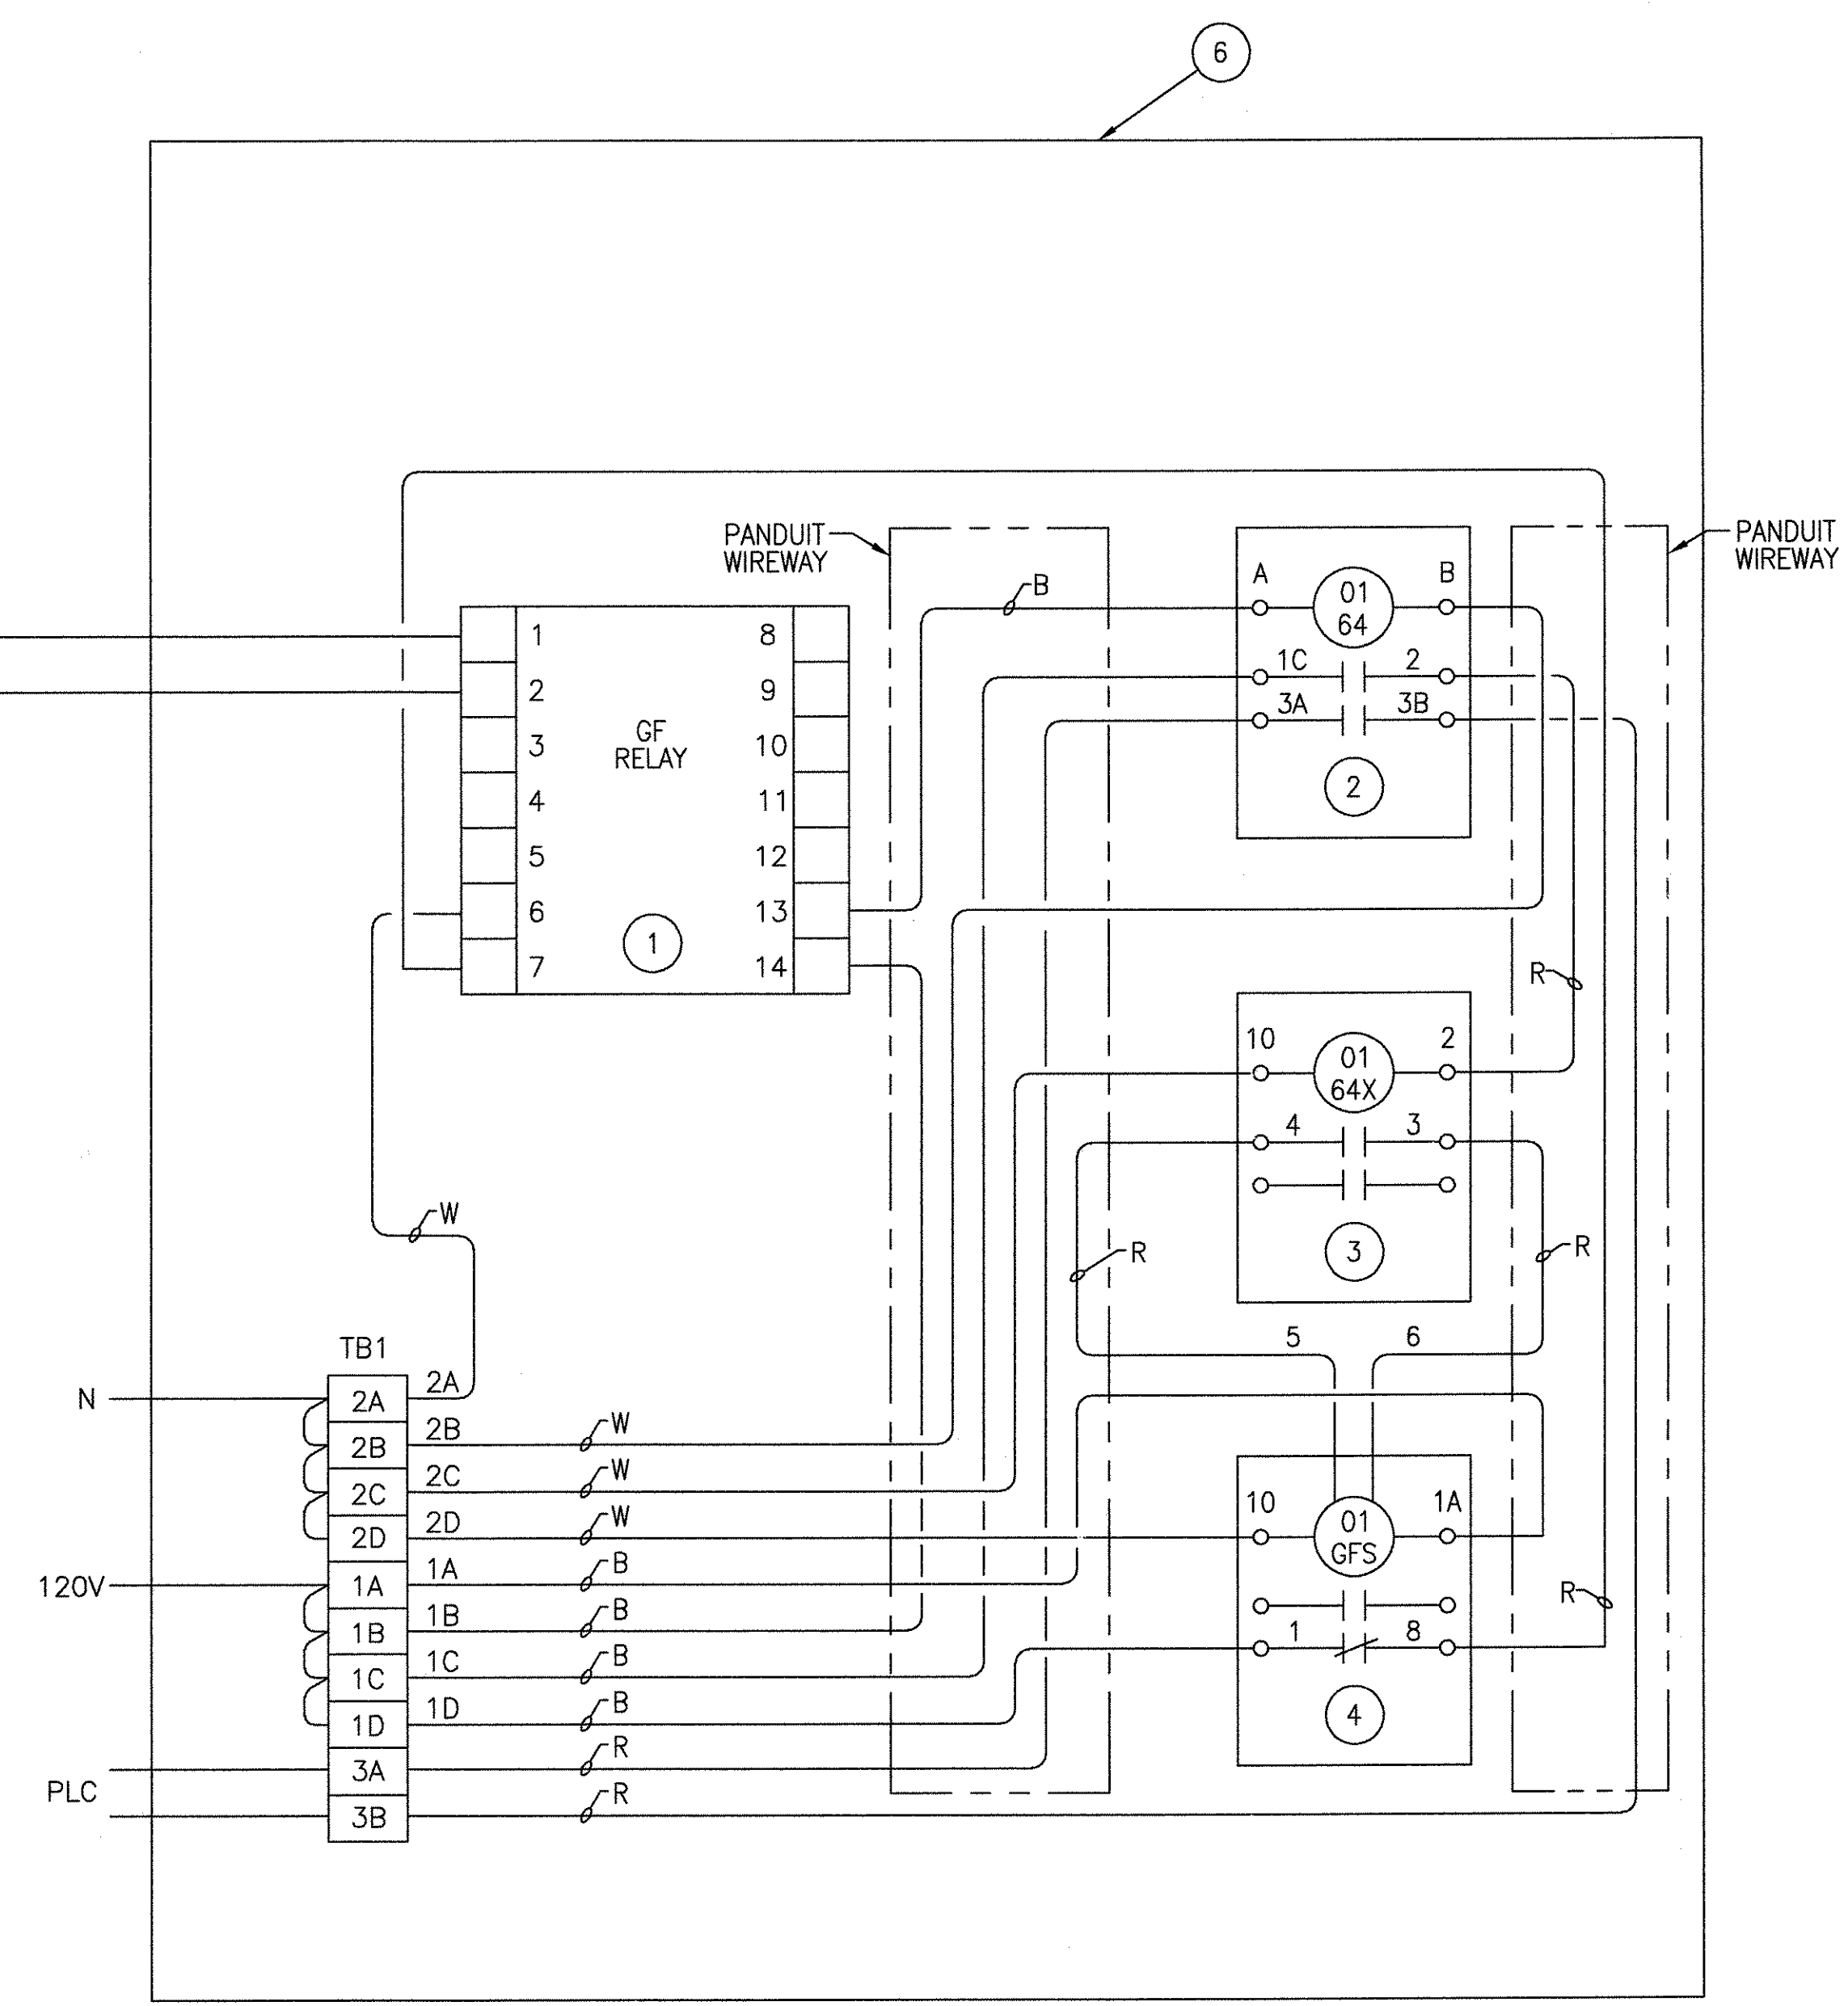 6
PANDUIT
WIREWAY
PANDUIT
WIREWAY
B
A
01
64
B
1C
2
3A
3B
2
1
2
3
4
5
6
7
GF
RELAY
1
8
9
10
11
12
13
14
R
10
01
64X
2
4
3
3
W
R
R
5
6
TB1
N
2A
2A
2B
2B
W
2C
2C
W
2D
2D
W
120V
1A
1A
B
1B
1B
B
1C
1C
B
1D
1D
B
PLC
3A
R
3B
R
10
01
GFS
1A
R
1
8
4